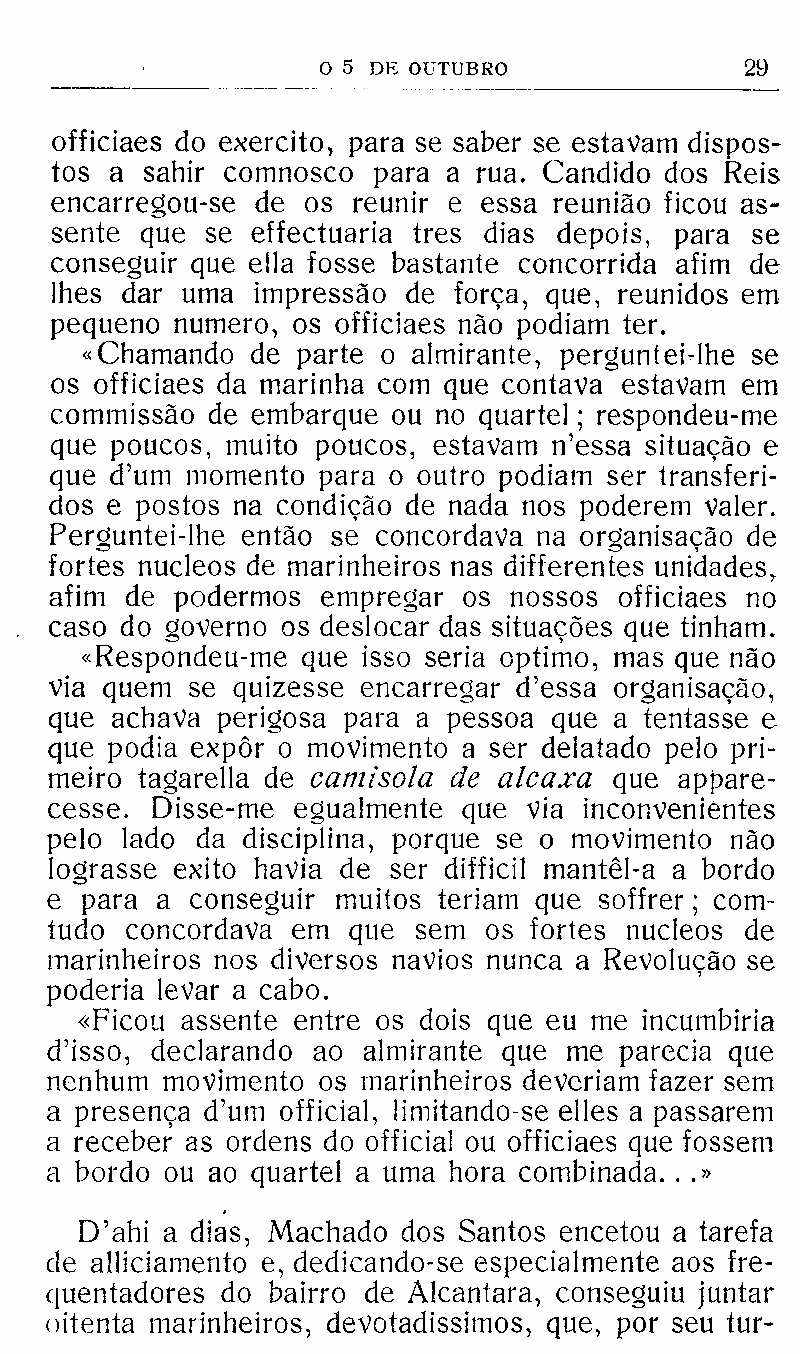 O 5 DE OUTUBRO 29
officiaes do exercito, para se saber se estavam dispos-
tos a sahir comnosco para a rua. Candido dos Reis
encarregou-se de os reunir e essa reunião ficou as-
sente que se effectuaria tres dias depois, para se
conseguir que ella fosse bastante concorrida afim de
lhes dar uma impressão de força, que, reunidos em
pequeno numero, os officiaes não podiam ter.
«Chamando de parte o almirante, perguntei-lhe se
os officiaes da marinha com que contava estavam em
commissão de embarque ou no quartel; respondeu-me
que poucos, muito poucos, estavam n'essa situação e
que d'um momento para o outro podiam ser transferi-
dos e postos na condição de nada nos poderem valer.
Perguntei-lhe então se concordava na organisação de
fortes nucleos de marinheiros nas differentes unidades,
afim de podermos empregar os nossos officiaes no
caso do governo os deslocar das situações que tinham.
«Respondeu-me que isso seria optimo, mas que não
via quem se quizesse encarregar d'essa organisação,
que achava perigosa para a pessoa que a tentasse e
que podia expôr o movimento a ser delatado pelo pri-
meiro tagarella de camisola de alcaxa que appare-
cesse. Disse-me egualmente que via inconvenientes
pelo lado da disciplina, porque se o movimento não
lograsse exito havia de ser difficil mantêl-a a bordo
e para a conseguir muitos teriam que soffrer; com-
tudo concordava em que sem os fortes nucleos de
marinheiros nos diversos navios nunca a Revolução se
poderia levar a cabo.
«Ficou assente entre os dois que eu me incumbiria
d'isso, declarando ao almirante que me parecia que
nenhum movimento os marinheiros deveriam fazer sem
a presença d'um official, limitando-se elles a passarem
a receber as ordens do official ou officiaes que fossem
a bordo ou ao quartel a uma hora combinada...»
D'ahi a dias, Machado dos Santos encetou a tarefa
de alliciamento e, dedicando-se especialmente aos fre-
quentadores do bairro de Alcantara, conseguiu juntar
oitenta marinheiros, devotadissimos, que, por seu tur-